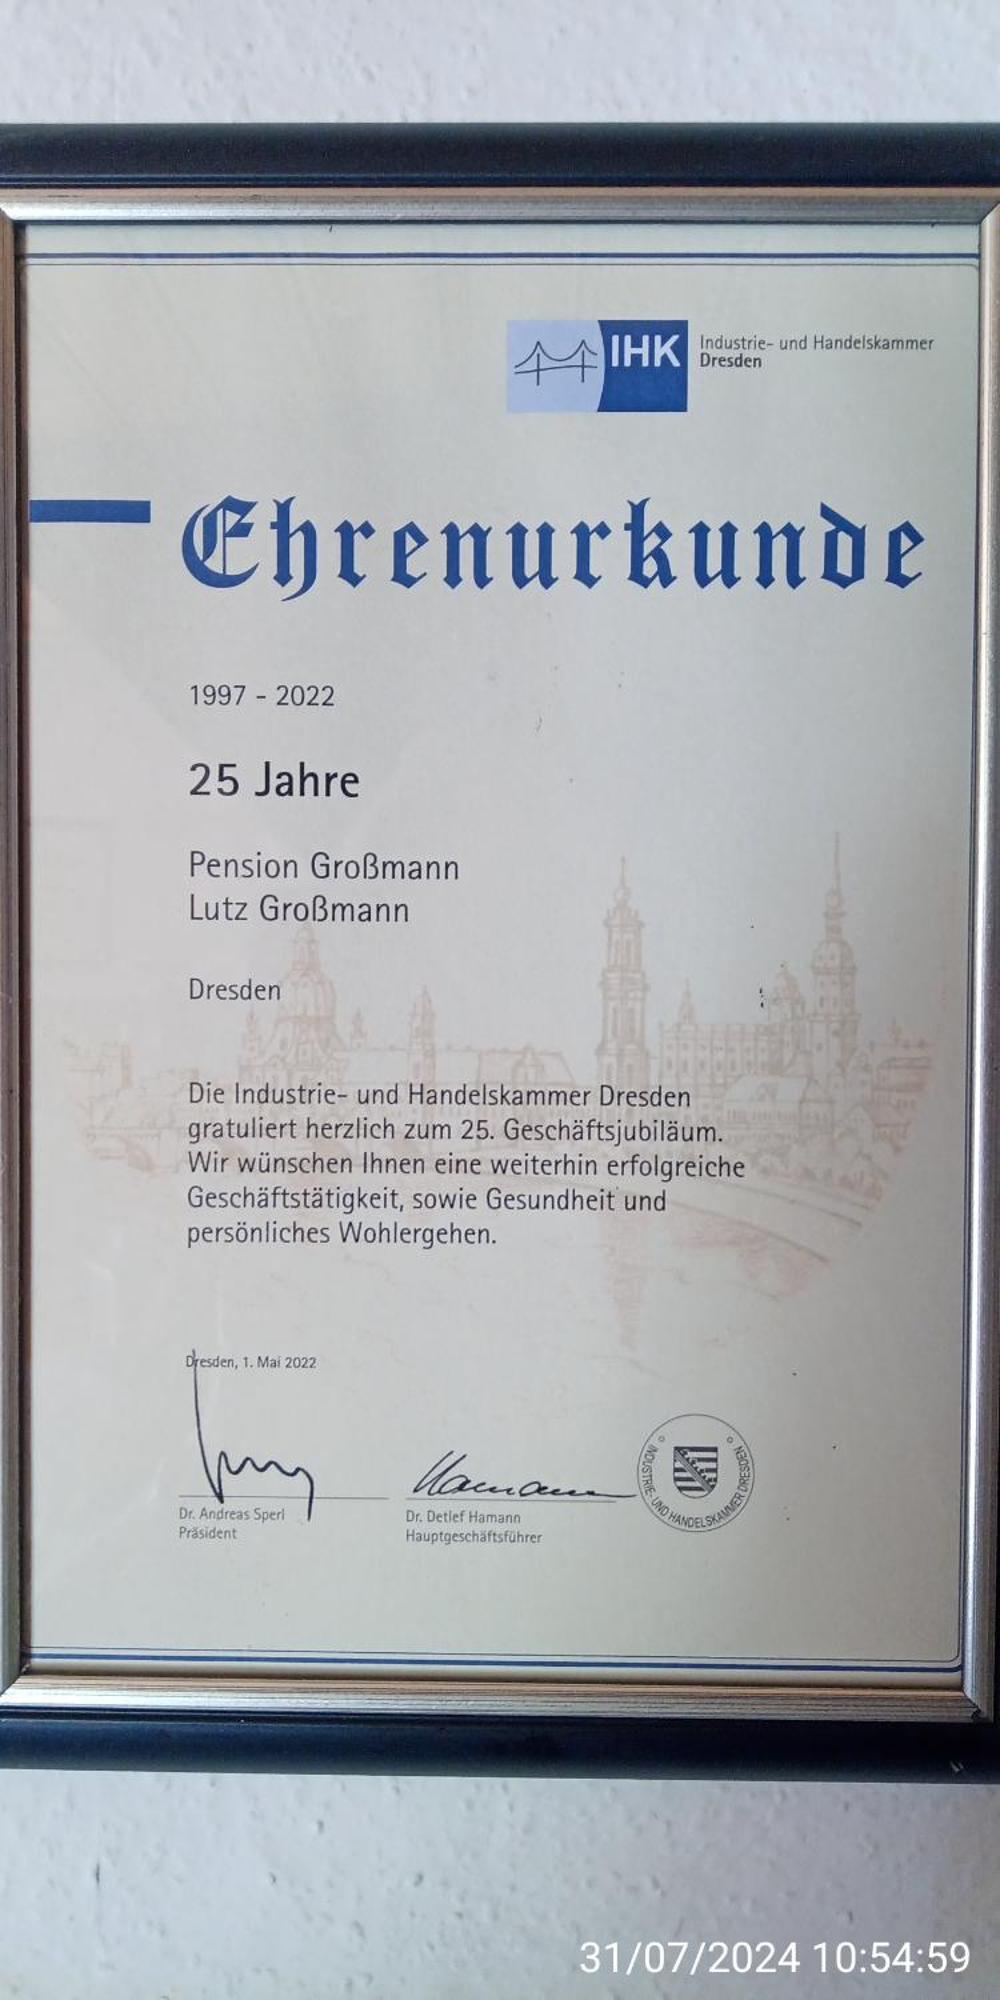 IHK
Industrie- und Handelskammer
Dresden
Ehrenurkunde
1997 - 2022
25 Jahre
Pension Großmann
Lutz Großmann
Dresden
Die Industrie- und Handelskammer Dresden
gratuliert herzlich zum 25. Geschäftsjubiläum.
Wir wünschen Ihnen eine weiterhin erfolgreiche
Geschäftstätigkeit, sowie Gesundheit und
persönliches Wohlergehen.
Dresden, 1. Mai 2022
Hamann
Dr. Andreas Sperl
Präsident
Dr. Detlef Hamann
Hauptgeschäftsführer
INDUSTRIE- UND HANDELSKAMMER DRESDEN
31/07/2024 10:54:59